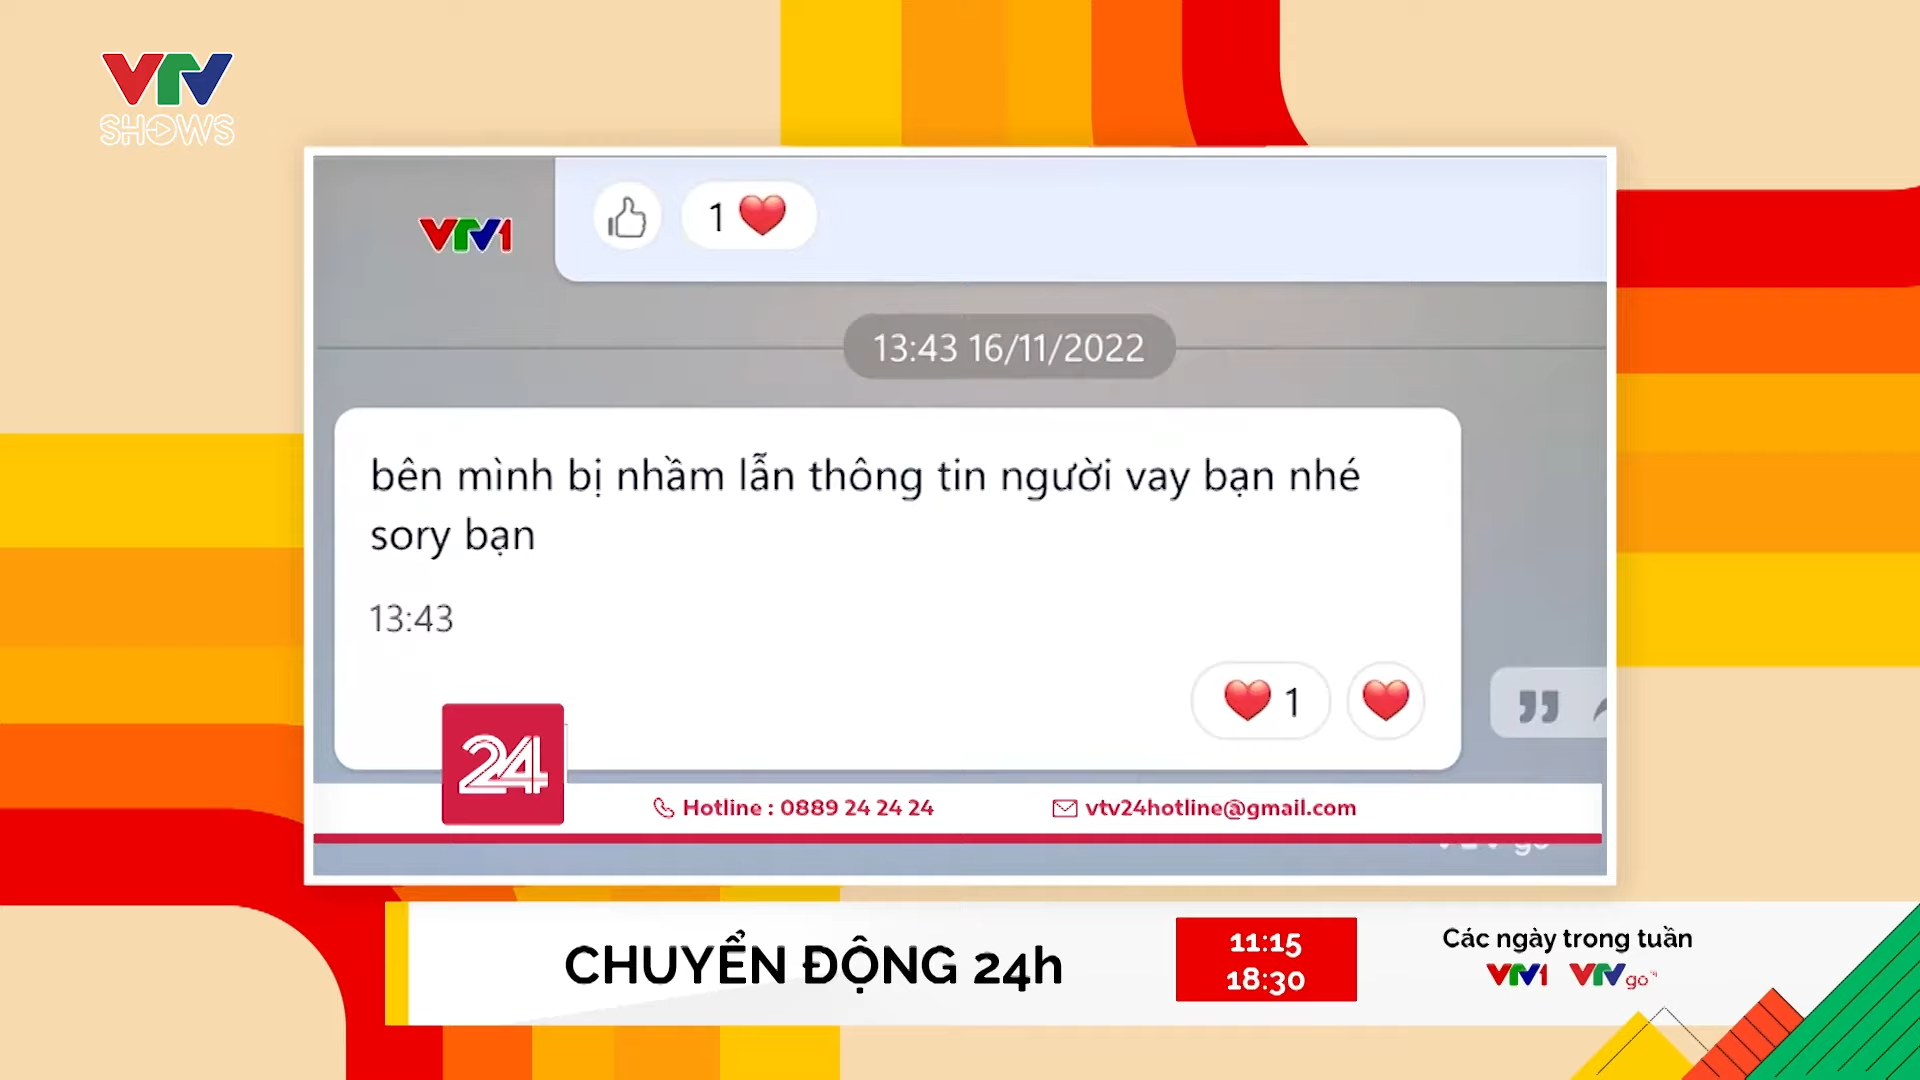 VTV
SHOWS
VTV1
1
13:43 16/11/2022
bên mình bị nhầm lẫn thông tin người vay bạn nhé
sory bạn
13:43
1
24
Hotline : 0889 24 24 24
vtv24hotline@gmail.com
CHUYỂN ĐỘNG 24h
11:15
18:30
Các ngày trong tuần
VTV1 VTVgo